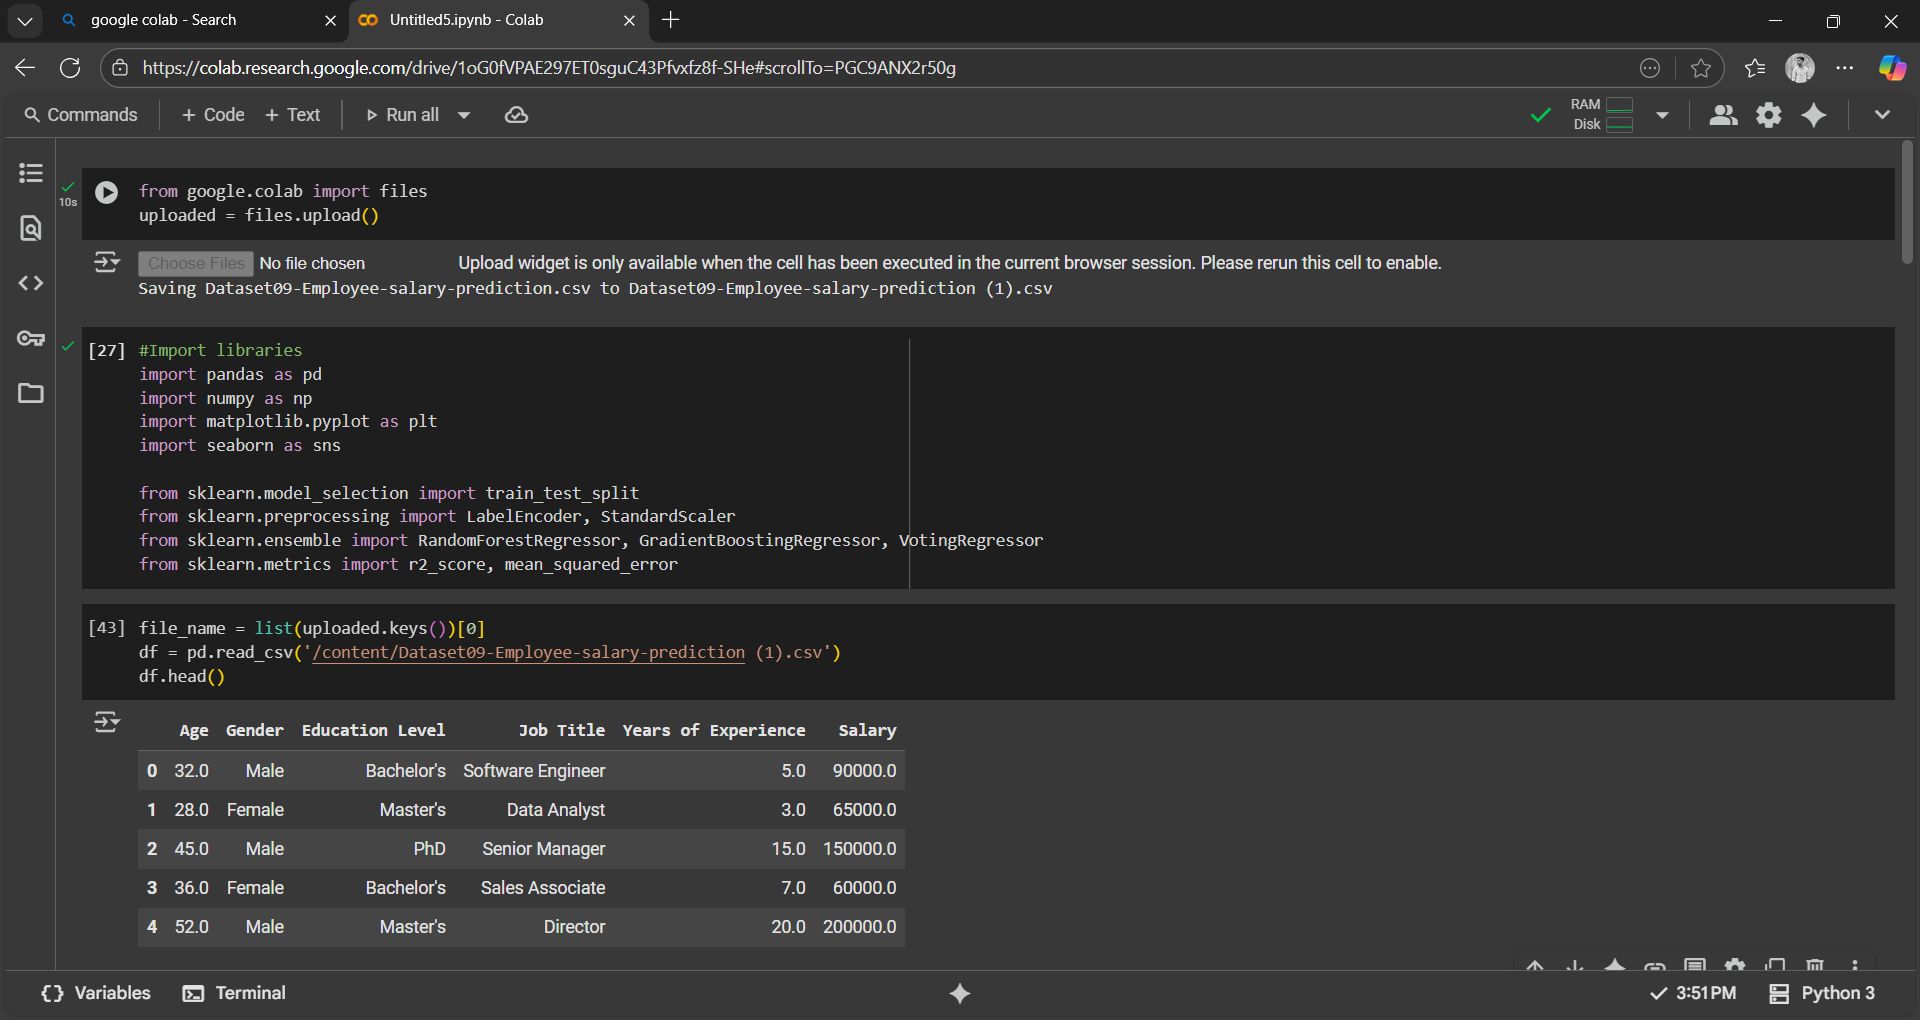 google colab - Search
Untitled5.ipynb - Colab
https://colab.research.google.com/drive/1oG0fVPAE297ET0sguC43Pfvxfz8f-SHe#scrollTo=PGC9ANX2r50g
Commands + Code + Text Run all
RAM
Disk
from google.colab import files
10s
uploaded = files.upload()
Choose Files No file chosen Upload widget is only available when the cell has been executed in the current browser session. Please rerun this cell to enable.
Saving Dataset09-Employee-salary-prediction.csv to Dataset09-Employee-salary-prediction (1).csv
[27] #Import libraries
import pandas as pd
import numpy as np
import matplotlib.pyplot as plt
import seaborn as sns
from sklearn.model_selection import train_test_split
from sklearn.preprocessing import LabelEncoder, StandardScaler
from sklearn.ensemble import RandomForestRegressor, GradientBoostingRegressor, VotingRegressor
from sklearn.metrics import r2_score, mean_squared_error
[43] file_name = list(uploaded.keys())[0]
df = pd.read_csv('/content/Dataset09-Employee-salary-prediction (1).csv')
df.head()
Age Gender Education Level Job Title Years of Experience Salary
0 32.0 Male Bachelor's Software Engineer 5.0 90000.0
1 28.0 Female Master's Data Analyst 3.0 65000.0
2 45.0 Male PhD Senior Manager 15.0 150000.0
3 36.0 Female Bachelor's Sales Associate 7.0 60000.0
4 52.0 Male Master's Director 20.0 200000.0
{} Variables Terminal 3:51 PM Python 3